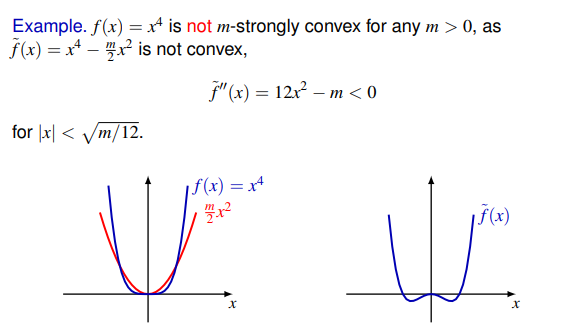 Example. f(x) = x⁴ is not m-strongly convex for any m > 0, as
f̃(x) = x⁴ − m/2 x² is not convex,
f̃″(x) = 12x² − m < 0
for |x| < √m/12.
f(x) = x⁴
m/2 x²
x
f̃(x)
x